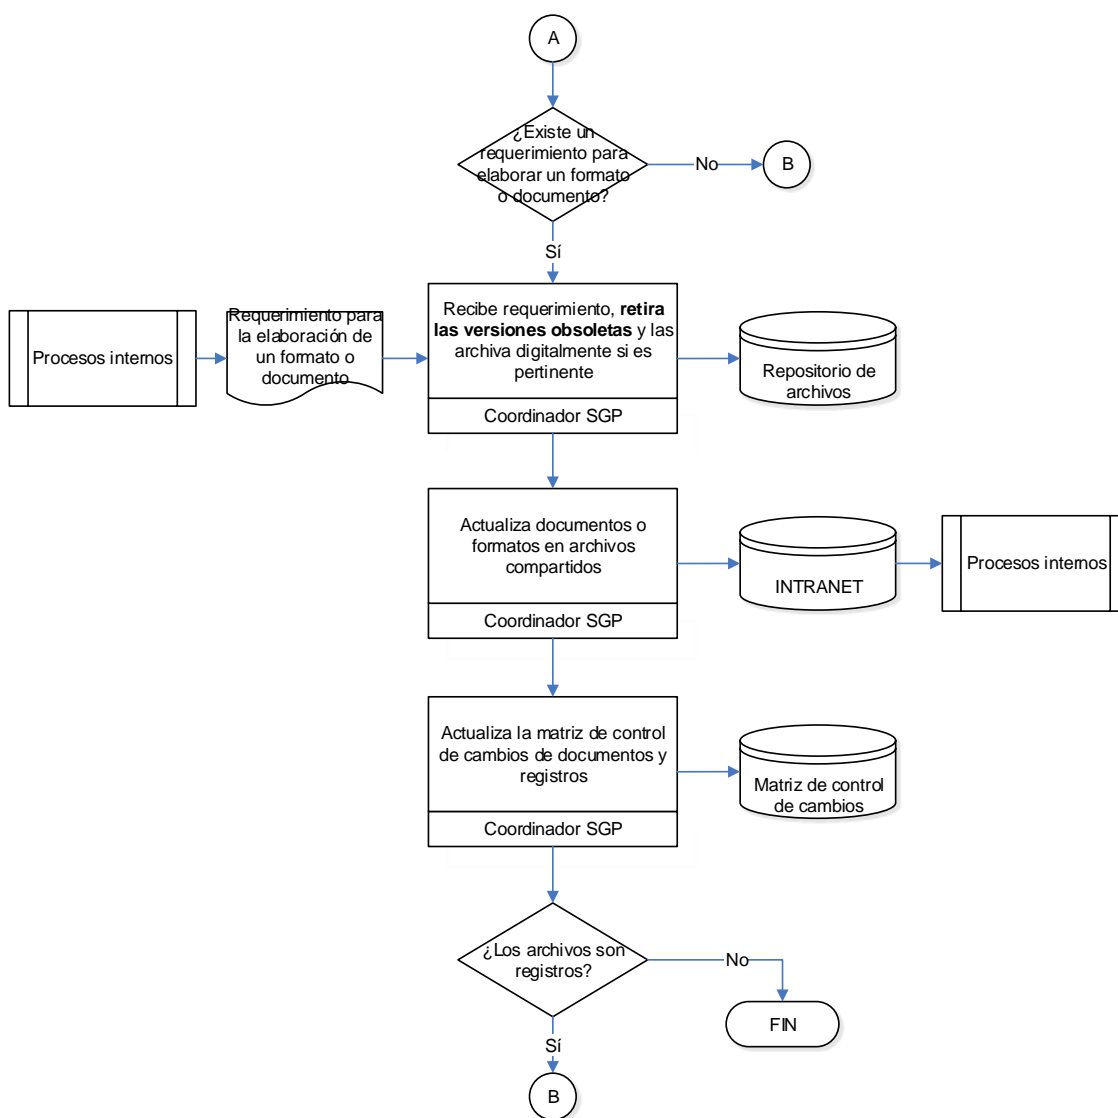 A
¿Existe un
requerimiento para
elaborar un formato
o documento?
No
B
Sí
Procesos internos
Requerimiento para
la elaboración de
un formato o
documento
Recibe requerimiento, retira
las versiones obsoletas y las
archiva digitalmente si es
pertinente
Coordinador SGP
Repositorio de
archivos
Actualiza documentos o
formatos en archivos
compartidos
Coordinador SGP
INTRANET
Procesos internos
Actualiza la matriz de control
de cambios de documentos y
registros
Coordinador SGP
Matriz de control
de cambios
¿Los archivos son
registros?
No
FIN
Sí
B